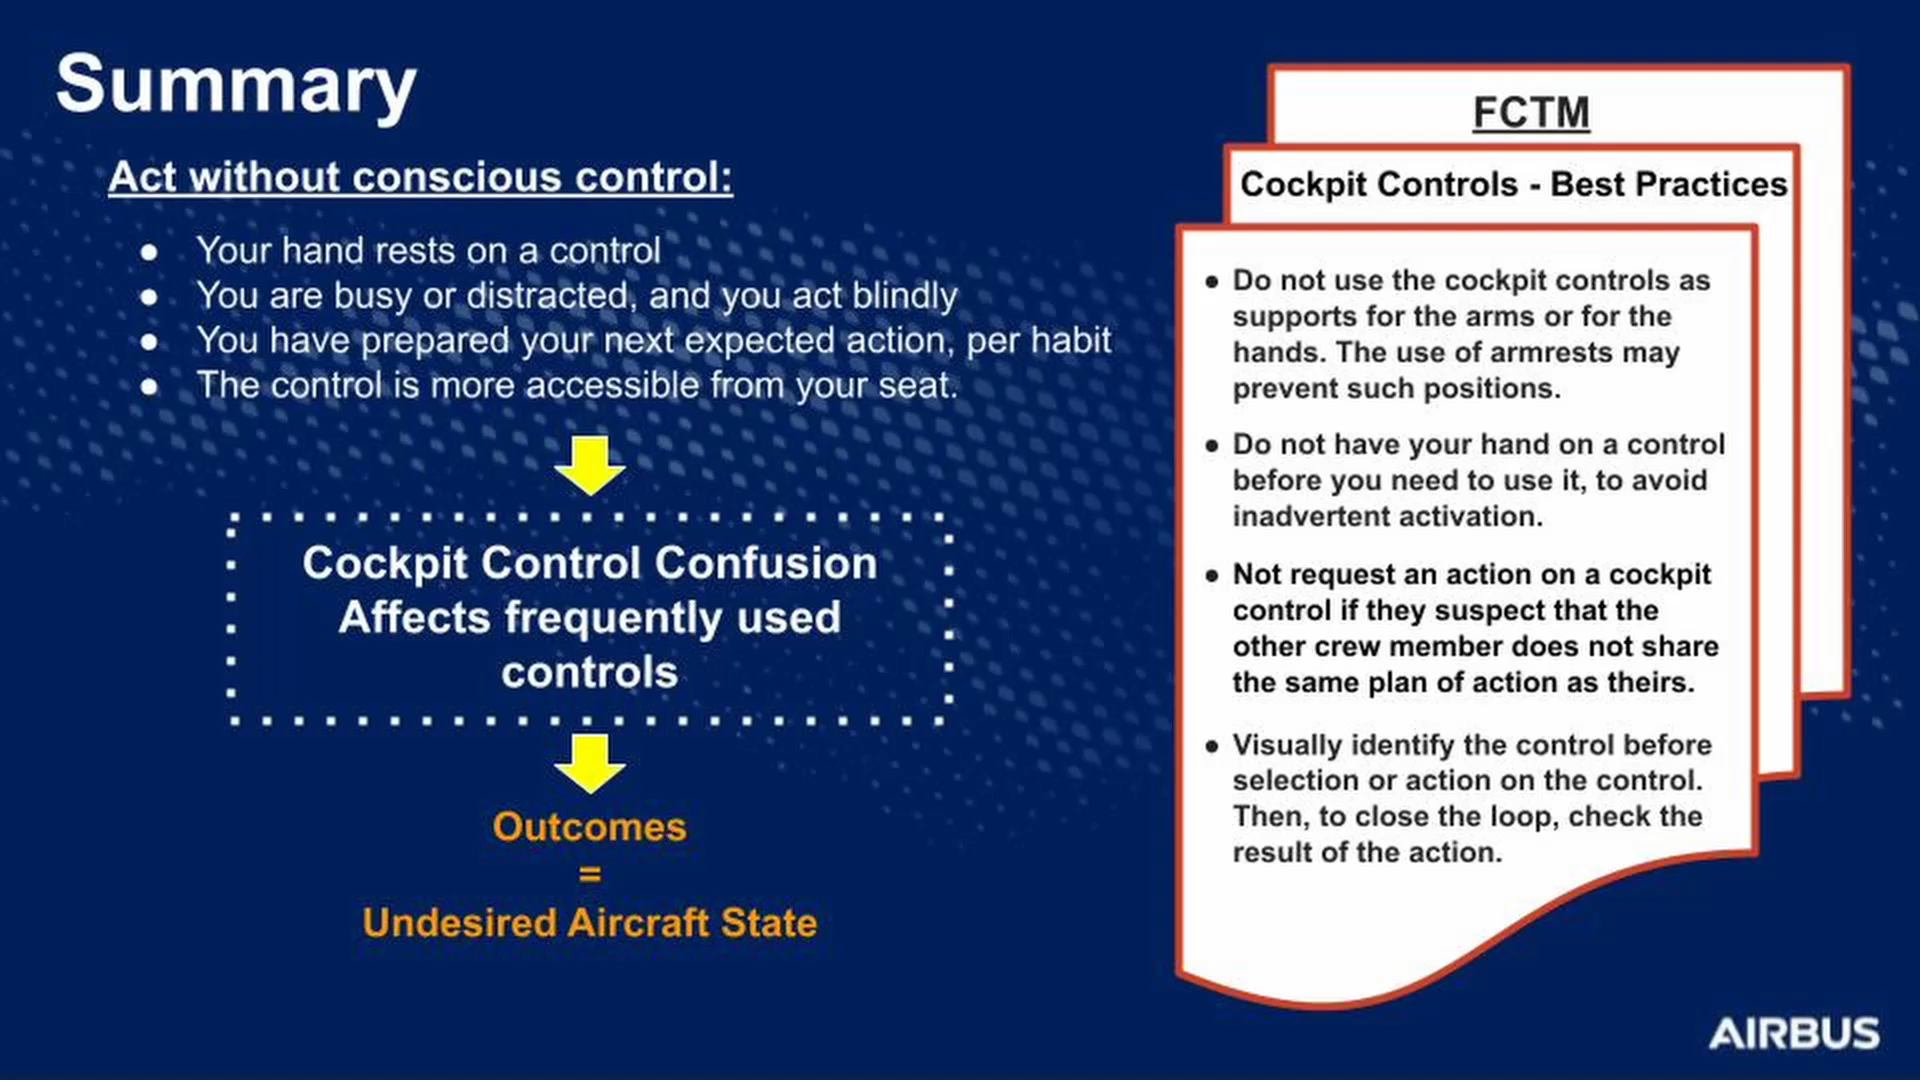 Summary
Act without conscious control:
● Your hand rests on a control
● You are busy or distracted, and you act blindly
● You have prepared your next expected action, per habit
● The control is more accessible from your seat.
Cockpit Control Confusion
Affects frequently used
controls
Outcomes
=
Undesired Aircraft State
FCTM
Cockpit Controls - Best Practices
● Do not use the cockpit controls as
supports for the arms or for the
hands. The use of armrests may
prevent such positions.
● Do not have your hand on a control
before you need to use it, to avoid
inadvertent activation.
● Not request an action on a cockpit
control if they suspect that the
other crew member does not share
the same plan of action as theirs.
● Visually identify the control before
selection or action on the control.
Then, to close the loop, check the
result of the action.
AIRBUS